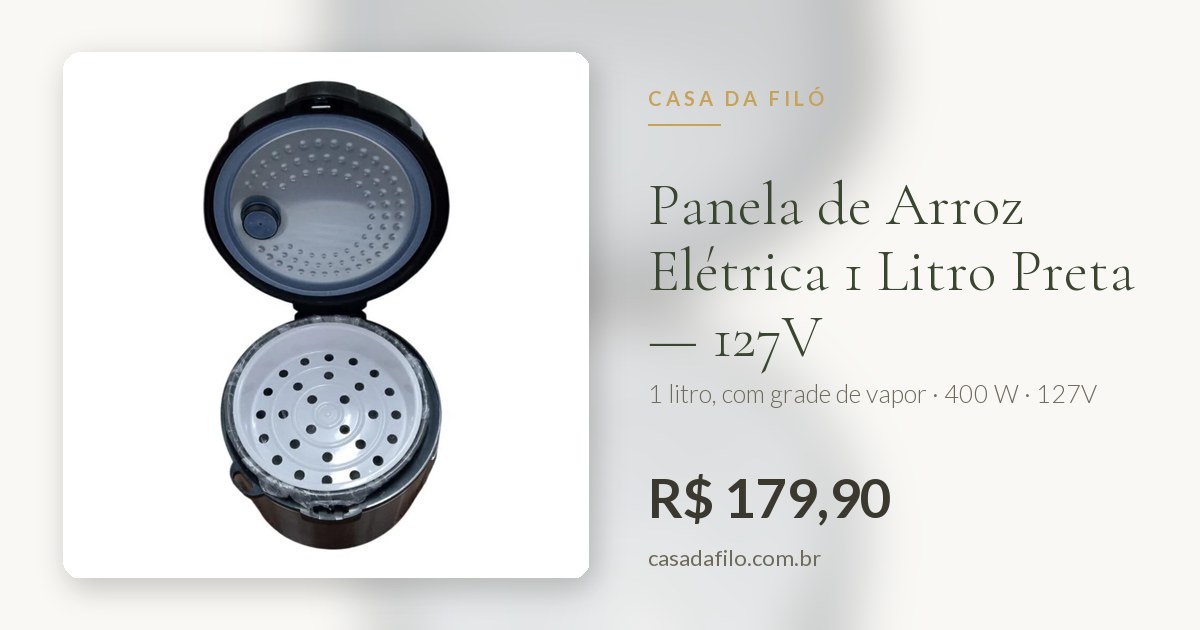 CASA DA FILÓ
Panela de Arroz
Elétrica 1 Litro Preta
— 127V
1 litro, com grade de vapor · 400 W · 127V
R$ 179,90
casadafilo.com.br